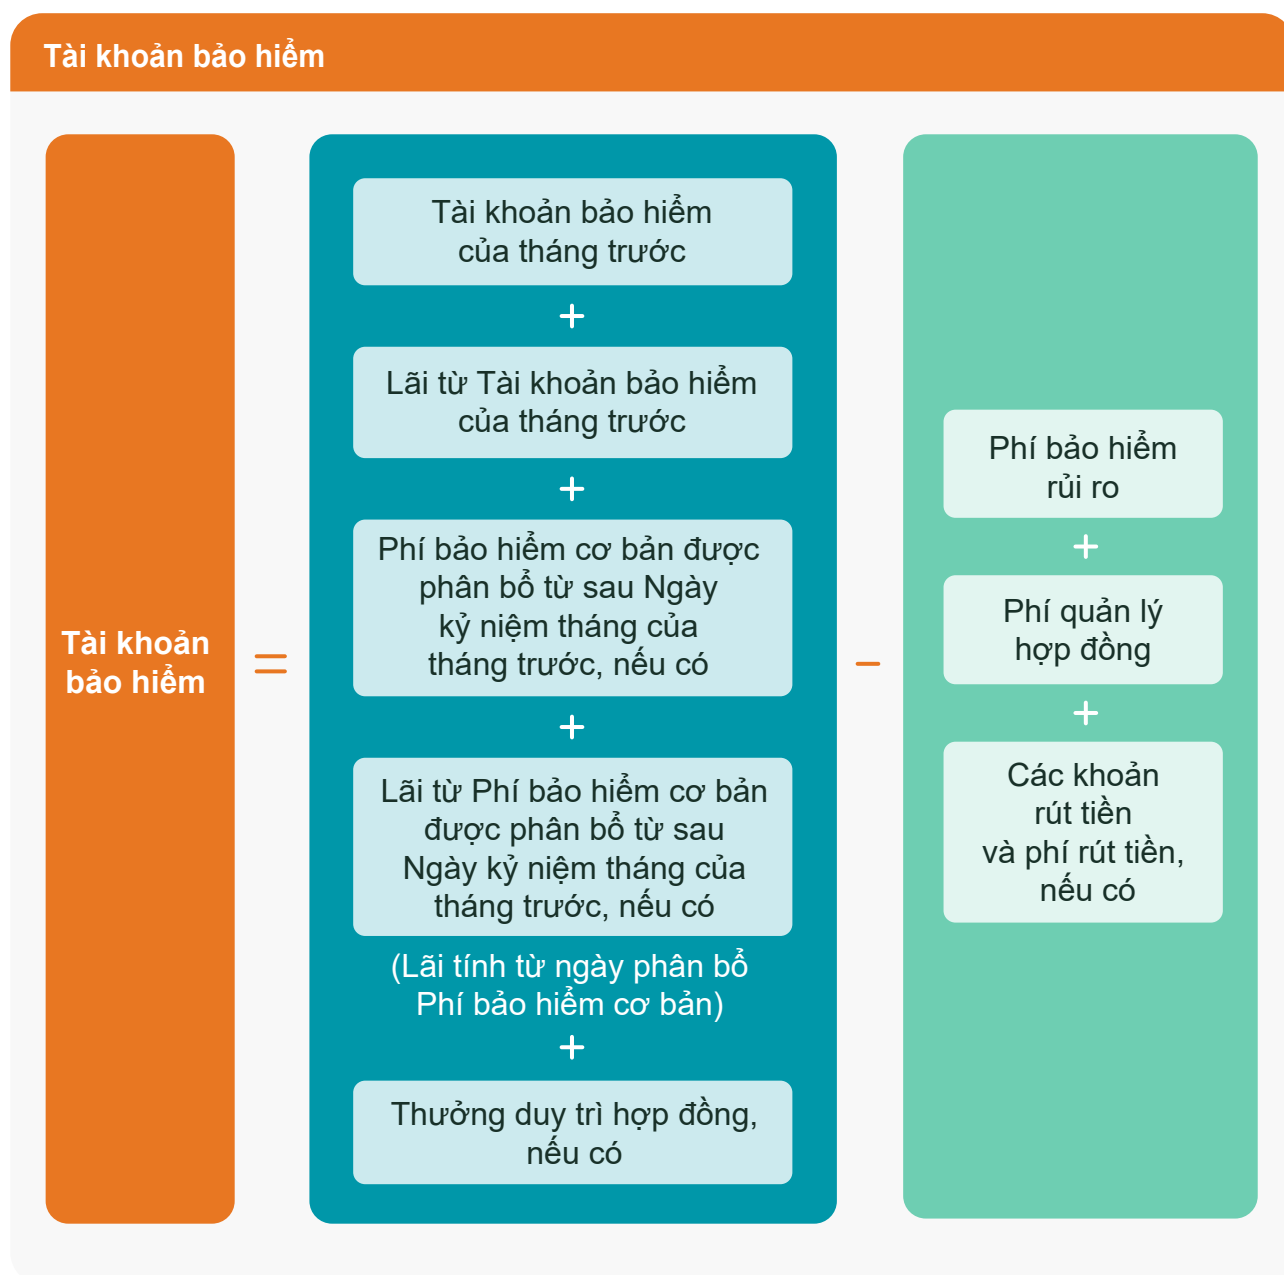 Tài khoản bảo hiểm
Tài khoản
bảo hiểm
=
Tài khoản bảo hiểm
của tháng trước
+
Lãi từ Tài khoản bảo hiểm
của tháng trước
+
Phí bảo hiểm cơ bản được
phân bổ từ sau Ngày
kỷ niệm tháng của
tháng trước, nếu có
+
Lãi từ Phí bảo hiểm cơ bản
được phân bổ từ sau
Ngày kỷ niệm tháng của
tháng trước, nếu có
(Lãi tính từ ngày phân bổ
Phí bảo hiểm cơ bản)
+
Thưởng duy trì hợp đồng,
nếu có
−
Phí bảo hiểm
rủi ro
+
Phí quản lý
hợp đồng
+
Các khoản
rút tiền
và phí rút tiền,
nếu có